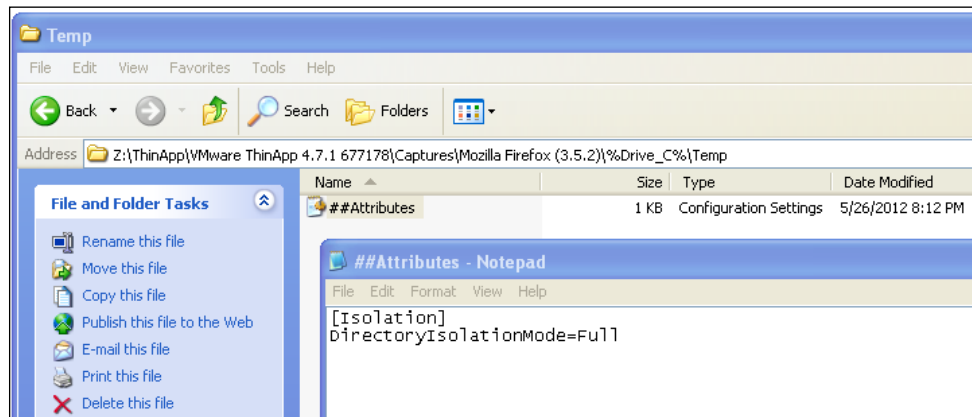 Temp
File Edit View Favorites Tools Help
Back Search Folders
Address Z:\ThinApp\VMware ThinApp 4.7.1 677178\Captures\Mozilla Firefox (3.5.2)\%Drive_C%\Temp
Name Size Type Date Modified
File and Folder Tasks
##Attributes 1 KB Configuration Settings 5/26/2012 8:12 PM
Rename this file
Move this file
Copy this file
Publish this file to the Web
E-mail this file
Print this file
Delete this file
##Attributes - Notepad
File Edit Format View Help
[Isolation]
DirectoryIsolationMode=Full